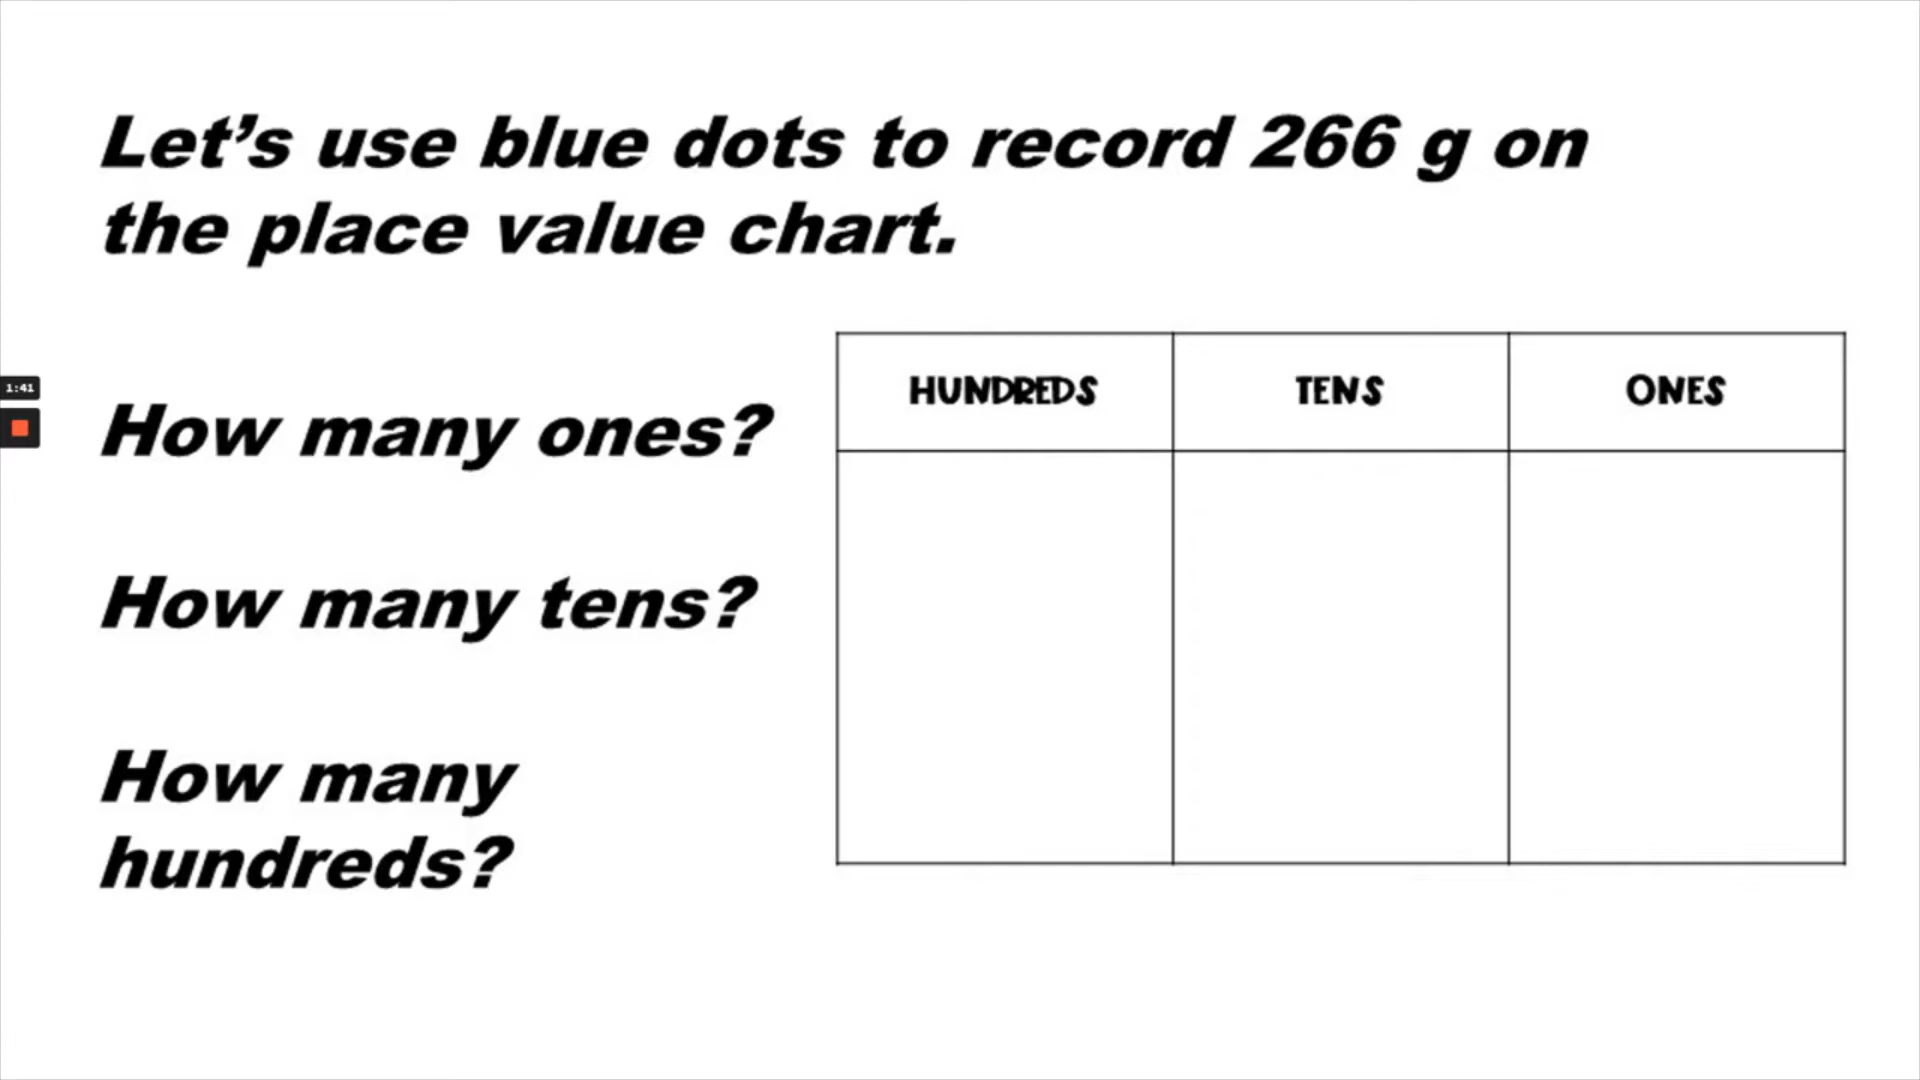 Let’s use blue dots to record 266 g on
the place value chart.
1:41
How many ones?
How many tens?
How many
hundreds?
HUNDREDS TENS ONES